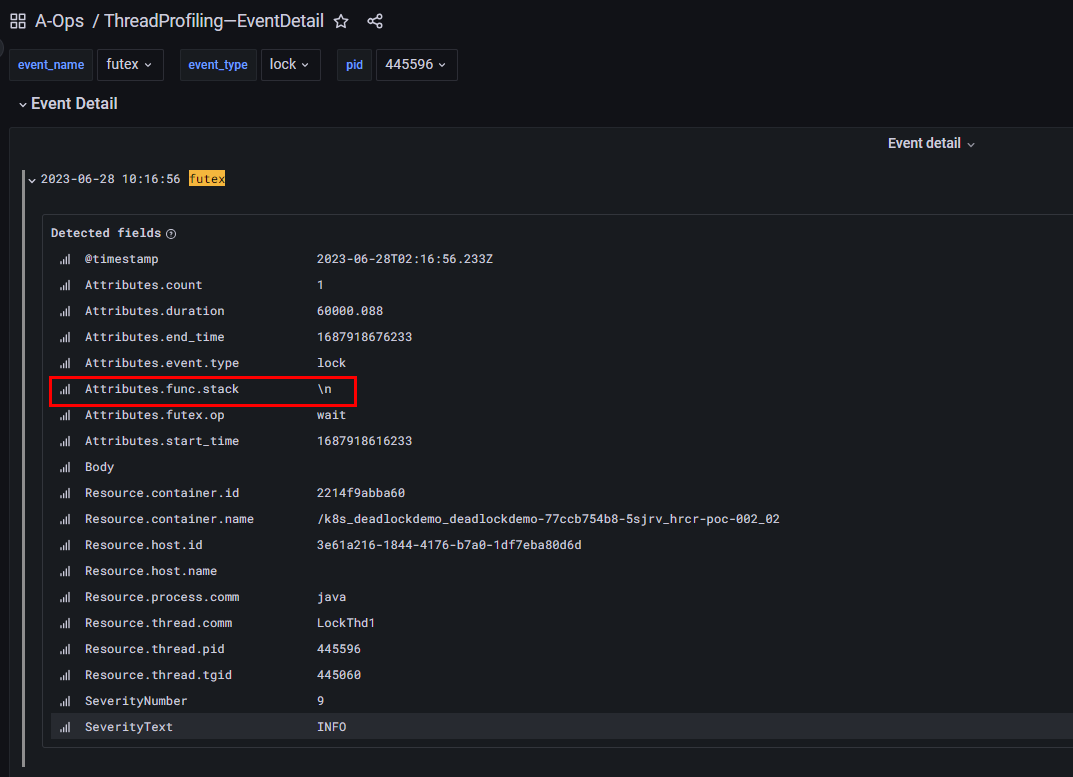 A-Ops / ThreadProfiling—EventDetail
event_name futex event_type lock pid 445596
Event Detail
Event detail
2023-06-28 10:16:56 futex
Detected fields
@timestamp 2023-06-28T02:16:56.233Z
Attributes.count 1
Attributes.duration 60000.088
Attributes.end_time 1687918676233
Attributes.event.type lock
Attributes.func.stack \n
Attributes.futex.op wait
Attributes.start_time 1687918616233
Body
Resource.container.id 2214f9abba60
Resource.container.name /k8s_deadlockdemo_deadlockdemo-77ccb754b8-5sjrv_hrcr-poc-002_02
Resource.host.id 3e61a216-1844-4176-b7a0-1df7eba80d6d
Resource.host.name
Resource.process.comm java
Resource.thread.comm LockThd1
Resource.thread.pid 445596
Resource.thread.tgid 445060
SeverityNumber 9
SeverityText INFO